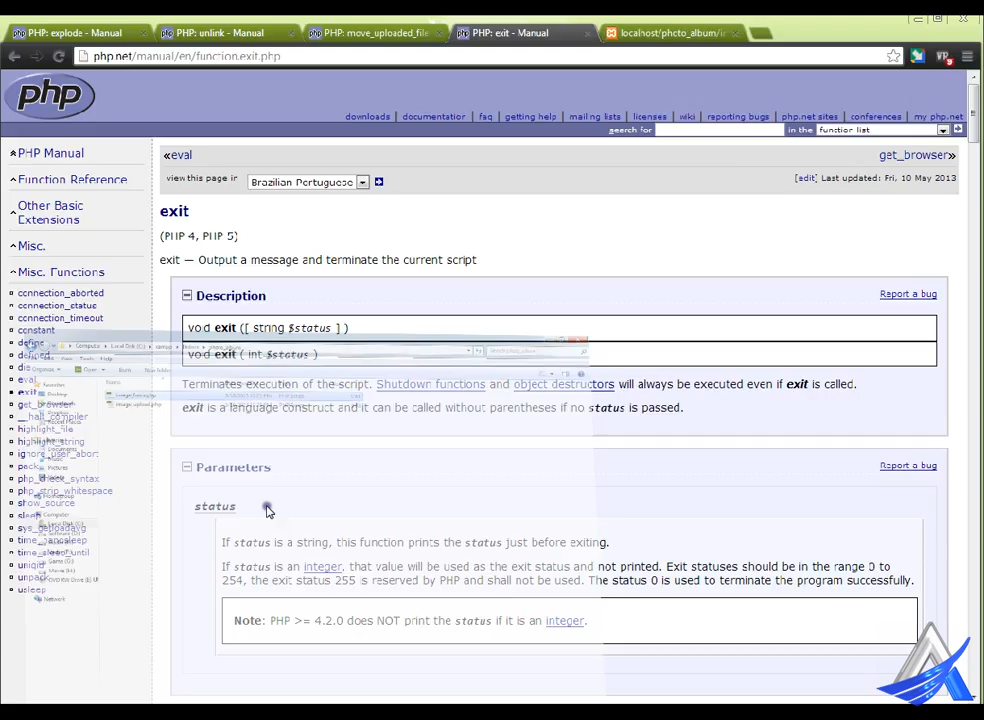 PHP: explode - Manual
PHP: unlink - Manual
PHP: move_uploaded_file
PHP: exit - Manual
localhost/photo_album/in
php.net/manual/en/function.exit.php
php
downloads | documentation | faq | getting help | mailing lists | licenses | wiki | reporting bugs | php.net sites | conferences | my php.net
search for in the function list
PHP Manual
Function Reference
Other Basic
Extensions
Misc.
Misc. Functions
connection_aborted
connection_status
connection_timeout
constant
define
defined
die
eval
exit
get_browser
__halt_compiler
highlight_file
highlight_string
ignore_user_abort
pack
php_check_syntax
php_strip_whitespace
show_source
sleep
sys_getloadavg
time_nanosleep
time_sleep_until
uniqid
unpack
usleep
«eval
get_browser»
view this page in Brazilian Portuguese
[edit] Last updated: Fri, 10 May 2013
exit
(PHP 4, PHP 5)
exit — Output a message and terminate the current script
Description
Report a bug
void exit ([ string $status ] )
void exit ( int $status )
Terminates execution of the script. Shutdown functions and object destructors will always be executed even if exit is called.
exit is a language construct and it can be called without parentheses if no status is passed.
Parameters
Report a bug
status
If status is a string, this function prints the status just before exiting.
If status is an integer, that value will be used as the exit status and not printed. Exit statuses should be in the range 0 to
254, the exit status 255 is reserved by PHP and shall not be used. The status 0 is used to terminate the program successfully.
Note: PHP >= 4.2.0 does NOT print the status if it is an integer.